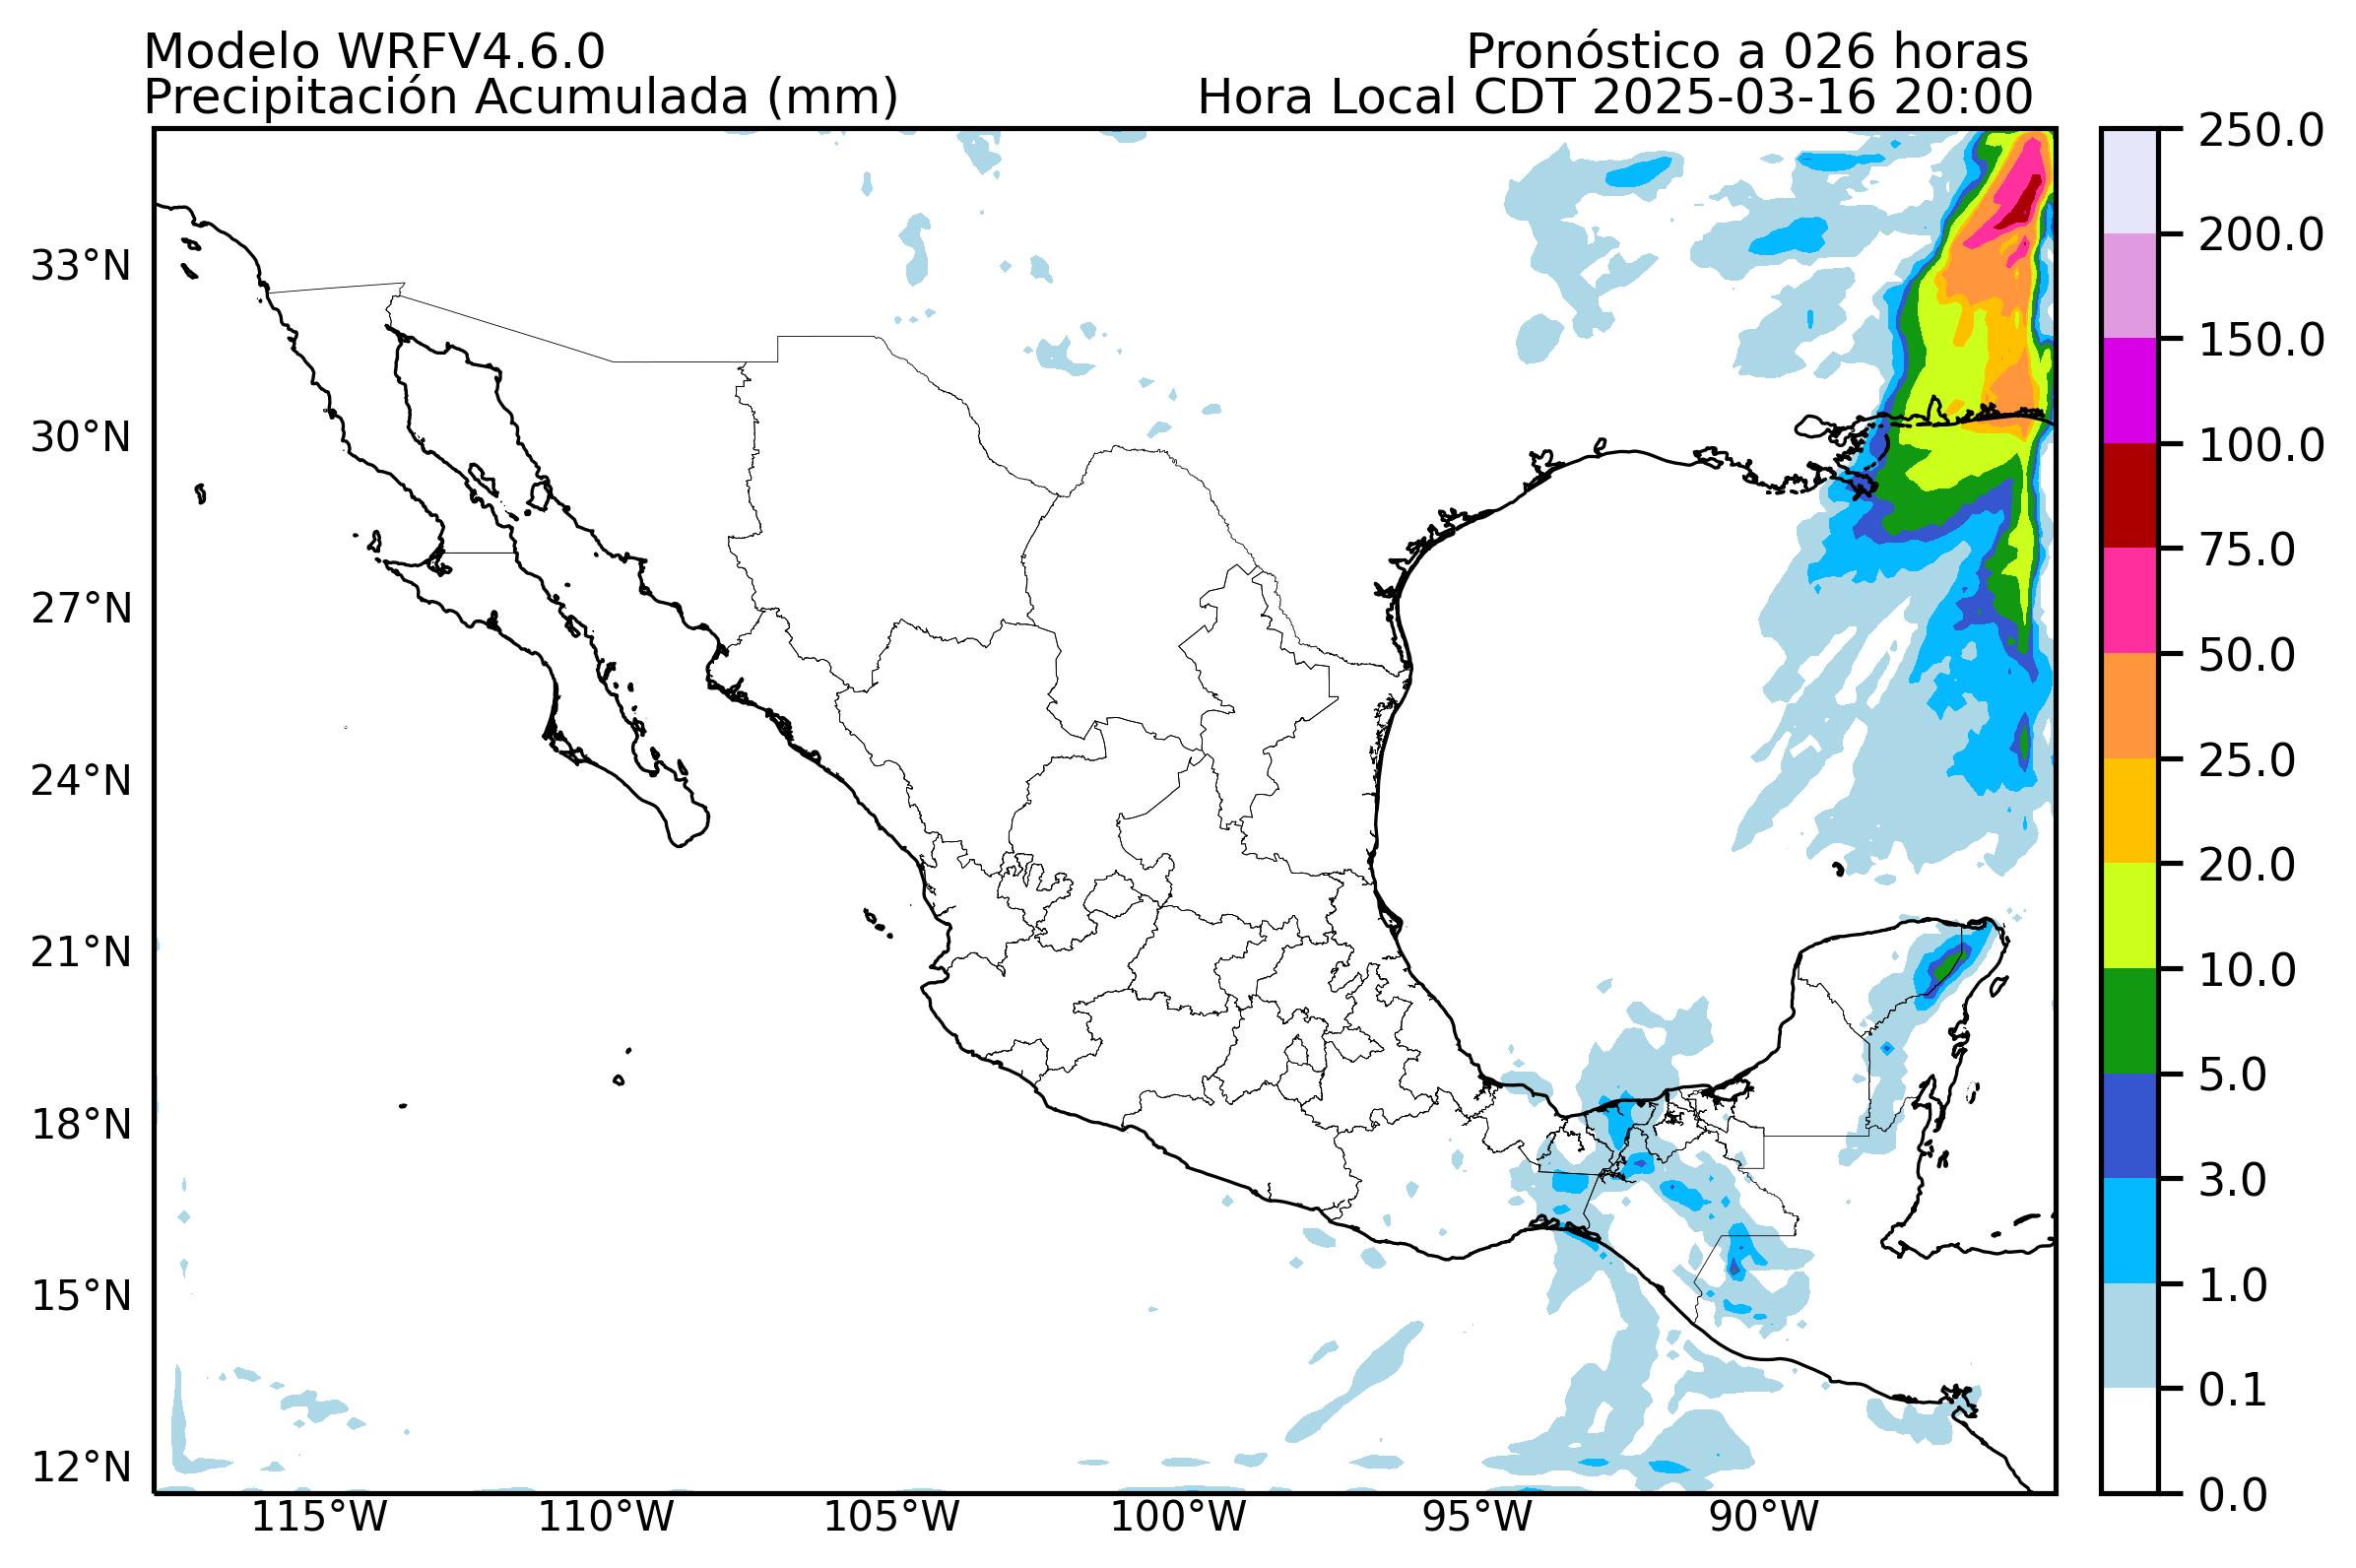 Modelo WRFV4.6.0
Pronóstico a 026 horas
Precipitación Acumulada (mm)
Hora Local CDT 2025-03-16 20:00
33°N
30°N
27°N
24°N
21°N
18°N
15°N
12°N
115°W
110°W
105°W
100°W
95°W
90°W
250.0
200.0
150.0
100.0
75.0
50.0
25.0
20.0
10.0
5.0
3.0
1.0
0.1
0.0